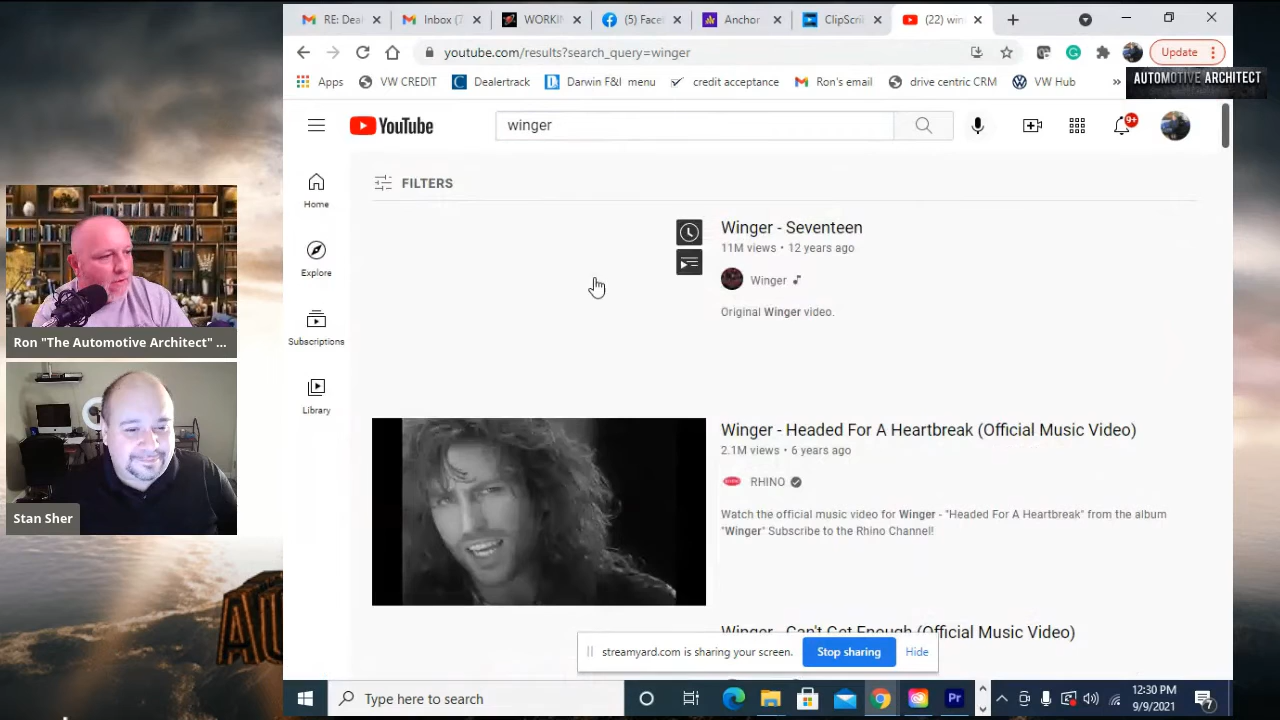 RE: Deal
Inbox (7
WORKIN
(5) Face
Anchor
ClipScri
(22) win
youtube.com/results?search_query=winger
Update
Apps
VW CREDIT
Dealertrack
Darwin F&I menu
credit acceptance
Ron's email
drive centric CRM
VW Hub
»
AUTOMOTIVE ARCHITECT
YouTube
winger
9+
Home
Explore
Subscriptions
Library
FILTERS
Winger - Seventeen
11M views • 12 years ago
Winger
Original Winger video.
Winger - Headed For A Heartbreak (Official Music Video)
2.1M views • 6 years ago
RHINO
Watch the official music video for Winger - "Headed For A Heartbreak" from the album
"Winger" Subscribe to the Rhino Channel!
Winger - Can't Get Enough (Official Music Video)
streamyard.com is sharing your screen.
Stop sharing
Hide
Ron "The Automotive Architect" ...
Stan Sher
AU
Type here to search
Pr
12:30 PM
9/9/2021
7